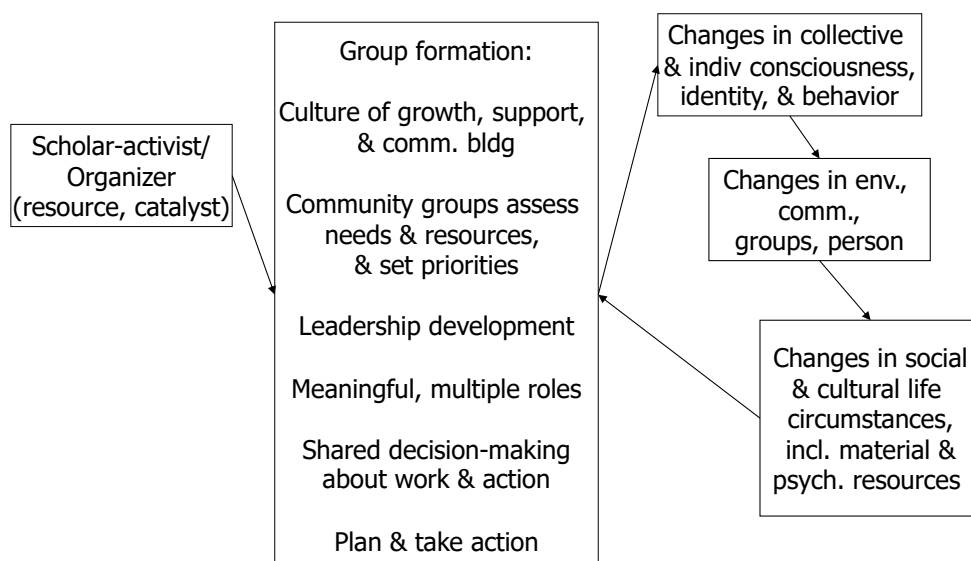 Scholar-activist/
Organizer
(resource, catalyst)
Group formation:
Culture of growth, support,
& comm. bldg
Community groups assess
needs & resources,
& set priorities
Leadership development
Meaningful, multiple roles
Shared decision-making
about work & action
Plan & take action
Changes in collective
& indiv consciousness,
identity, & behavior
Changes in env.,
comm.,
groups, person
Changes in social
& cultural life
circumstances,
incl. material &
psych. resources